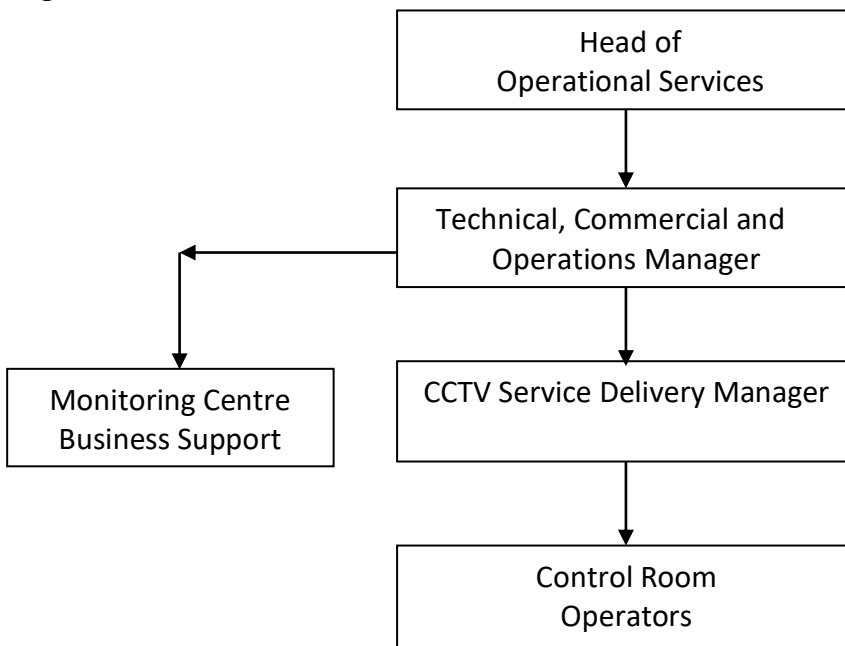 Head of
Operational Services
Technical, Commercial and
Operations Manager
Monitoring Centre
Business Support
CCTV Service Delivery Manager
Control Room
Operators